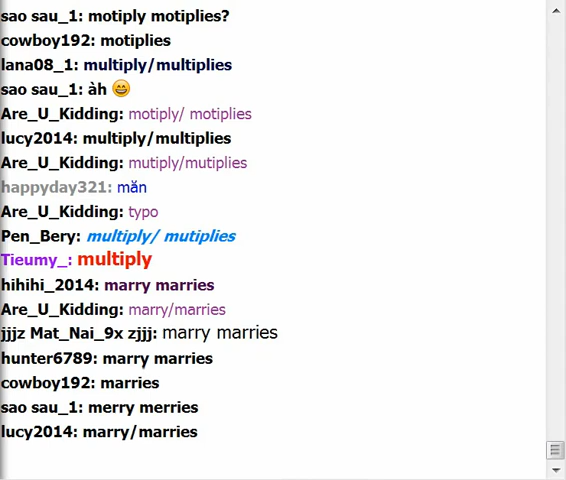 sao sau_1: motiply motiplies?
cowboy192: motiplies
lana08_1: multiply/multiplies
sao sau_1: àh 😄
Are_U_Kidding: motiply/ motiplies
lucy2014: multiply/multiplies
Are_U_Kidding: mutiply/mutiplies
happyday321: măn
Are_U_Kidding: typo
Pen_Bery: multiply/ mutiplies
Tieumy_: multiply
hihihi_2014: marry marries
Are_U_Kidding: marry/marries
jjjz Mat_Nai_9x zjjj: marry marries
hunter6789: marry marries
cowboy192: marries
sao sau_1: merry merries
lucy2014: marry/marries